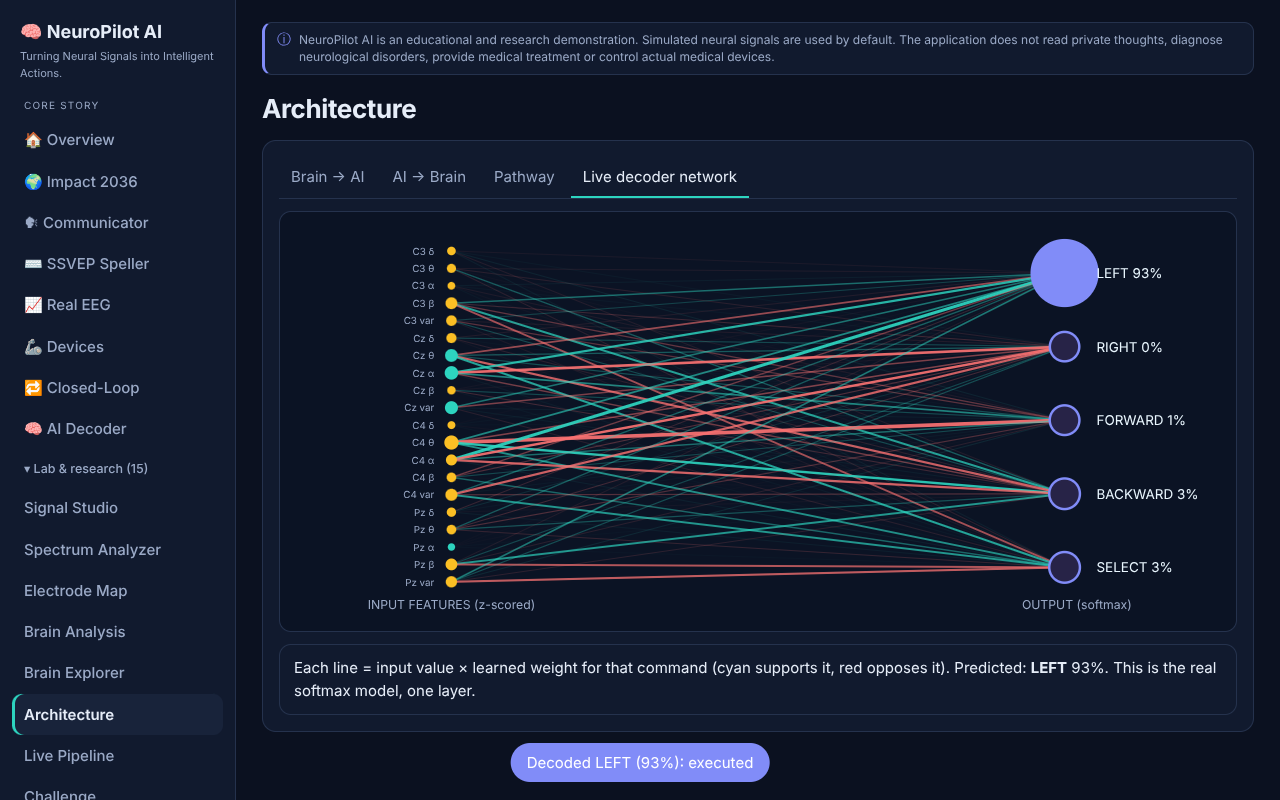 🧠 NeuroPilot AI
Turning Neural Signals into Intelligent
Actions.
CORE STORY
🏠 Overview
🌍 Impact 2036
🗣 Communicator
⌨️ SSVEP Speller
📈 Real EEG
🦾 Devices
🔁 Closed-Loop
🧠 AI Decoder
▾ Lab & research (15)
Signal Studio
Spectrum Analyzer
Electrode Map
Brain Analysis
Brain Explorer
Architecture
Live Pipeline
Challenge
ⓘ NeuroPilot AI is an educational and research demonstration. Simulated neural signals are used by default. The application does not read private thoughts, diagnose
neurological disorders, provide medical treatment or control actual medical devices.
Architecture
Brain → AI AI → Brain Pathway Live decoder network
C3 δ
C3 θ
C3 α
C3 β
C3 var
Cz δ
Cz θ
Cz α
Cz β
Cz var
C4 δ
C4 θ
C4 α
C4 β
C4 var
Pz δ
Pz θ
Pz α
Pz β
Pz var
INPUT FEATURES (z-scored)
LEFT 93%
RIGHT 0%
FORWARD 1%
BACKWARD 3%
SELECT 3%
OUTPUT (softmax)
Each line = input value × learned weight for that command (cyan supports it, red opposes it). Predicted: LEFT 93%. This is the real
softmax model, one layer.
Decoded LEFT (93%): executed